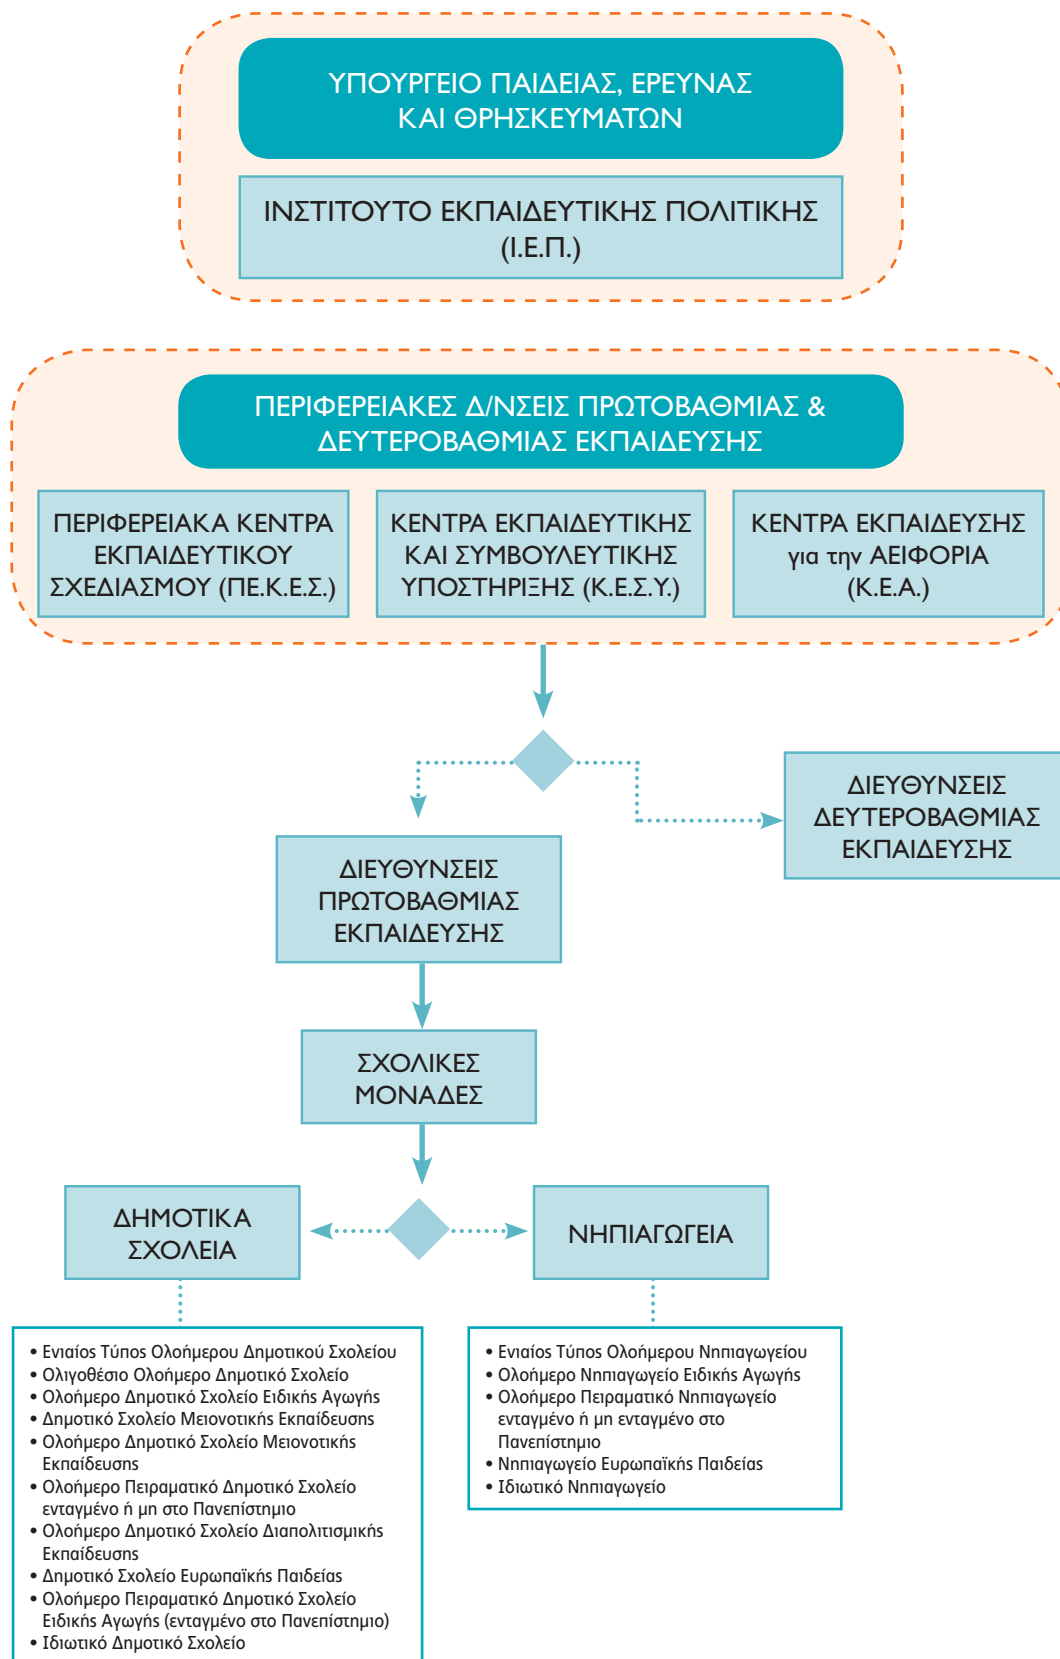 ΥΠΟΥΡΓΕΙΟ ΠΑΙΔΕΙΑΣ, ΕΡΕΥΝΑΣ
ΚΑΙ ΘΡΗΣΚΕΥΜΑΤΩΝ
ΙΝΣΤΙΤΟΥΤΟ ΕΚΠΑΙΔΕΥΤΙΚΗΣ ΠΟΛΙΤΙΚΗΣ
(Ι.Ε.Π.)
ΠΕΡΙΦΕΡΕΙΑΚΕΣ Δ/ΝΣΕΙΣ ΠΡΩΤΟΒΑΘΜΙΑΣ &
ΔΕΥΤΕΡΟΒΑΘΜΙΑΣ ΕΚΠΑΙΔΕΥΣΗΣ
ΠΕΡΙΦΕΡΕΙΑΚΑ ΚΕΝΤΡΑ
ΕΚΠΑΙΔΕΥΤΙΚΟΥ
ΣΧΕΔΙΑΣΜΟΥ (ΠΕ.Κ.Ε.Σ.)
ΚΕΝΤΡΑ ΕΚΠΑΙΔΕΥΤΙΚΗΣ
ΚΑΙ ΣΥΜΒΟΥΛΕΥΤΙΚΗΣ
ΥΠΟΣΤΗΡΙΞΗΣ (Κ.Ε.Σ.Υ.)
ΚΕΝΤΡΑ ΕΚΠΑΙΔΕΥΣΗΣ
για την ΑΕΙΦΟΡΙΑ
(Κ.Ε.Α.)
ΔΙΕΥΘΥΝΣΕΙΣ
ΔΕΥΤΕΡΟΒΑΘΜΙΑΣ
ΕΚΠΑΙΔΕΥΣΗΣ
ΔΙΕΥΘΥΝΣΕΙΣ
ΠΡΩΤΟΒΑΘΜΙΑΣ
ΕΚΠΑΙΔΕΥΣΗΣ
ΣΧΟΛΙΚΕΣ
ΜΟΝΑΔΕΣ
ΔΗΜΟΤΙΚΑ
ΣΧΟΛΕΙΑ
ΝΗΠΙΑΓΩΓΕΙΑ
• Ενιαίος Τύπος Ολοήμερου Δημοτικού Σχολείου
• Ολιγοθέσιο Ολοήμερο Δημοτικό Σχολείο
• Ολοήμερο Δημοτικό Σχολείο Ειδικής Αγωγής
• Δημοτικό Σχολείο Μειονοτικής Εκπαίδευσης
• Ολοήμερο Δημοτικό Σχολείο Μειονοτικής
Εκπαίδευσης
• Ολοήμερο Πειραματικό Δημοτικό Σχολείο
ενταγμένο ή μη στο Πανεπιστήμιο
• Ολοήμερο Δημοτικό Σχολείο Διαπολιτισμικής
Εκπαίδευσης
• Δημοτικό Σχολείο Ευρωπαϊκής Παιδείας
• Ολοήμερο Πειραματικό Δημοτικό Σχολείο
Ειδικής Αγωγής (ενταγμένο στο Πανεπιστήμιο)
• Ιδιωτικό Δημοτικό Σχολείο
• Ενιαίος Τύπος Ολοήμερου Νηπιαγωγείου
• Ολοήμερο Νηπιαγωγείο Ειδικής Αγωγής
• Ολοήμερο Πειραματικό Νηπιαγωγείο
ενταγμένο ή μη ενταγμένο στο
Πανεπιστήμιο
• Νηπιαγωγείο Ευρωπαϊκής Παιδείας
• Ιδιωτικό Νηπιαγωγείο